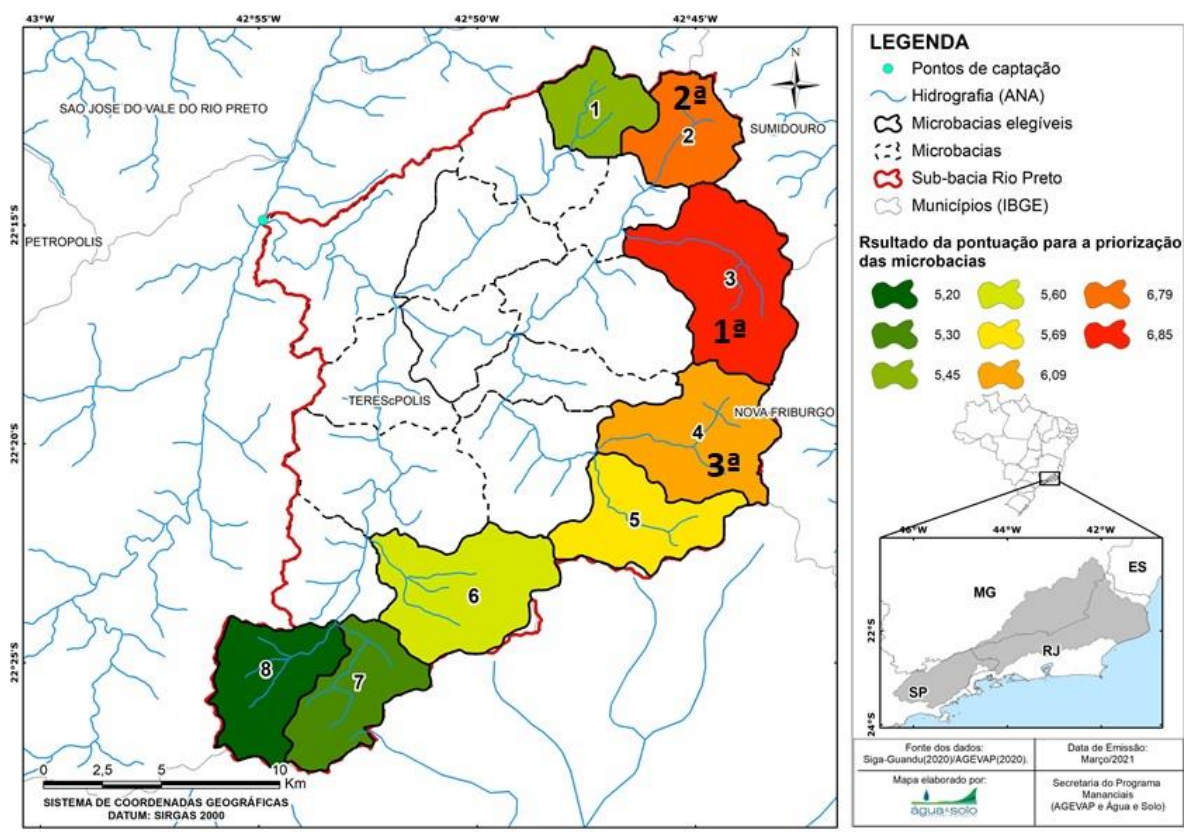 43°W
42°55'W
42°50'W
42°45'W
N
SAO JOSE DO VALE DO RIO PRETO
1
2ª
2
SUMIDOURO
22°15'S
PETROPOLIS
3
1ª
TEREScPOLIS
NOVA FRIBURGO
4
3ª
22°20'S
5
6
22°25'S
8
7
0 2,5 5 10
Km
SISTEMA DE COORDENADAS GEOGRÁFICAS
DATUM: SIRGAS 2000
LEGENDA
Pontos de captação
Hidrografia (ANA)
Microbacias elegíveis
Microbacias
Sub-bacia Rio Preto
Municípios (IBGE)
Rsultado da pontuação para a priorização
das microbacias
5,20 5,60 6,79
5,30 5,69 6,85
5,45 6,09
46°W 44°W 42°W
ES
MG
22°S
RJ
SP
24°S
Fonte dos dados:
Siga-Guandu(2020)/AGEVAP(2020).
Data de Emissão:
Março/2021
Mapa elaborado por:
água&solo
Secretaria do Programa
Mananciais
(AGEVAP e Água e Solo)